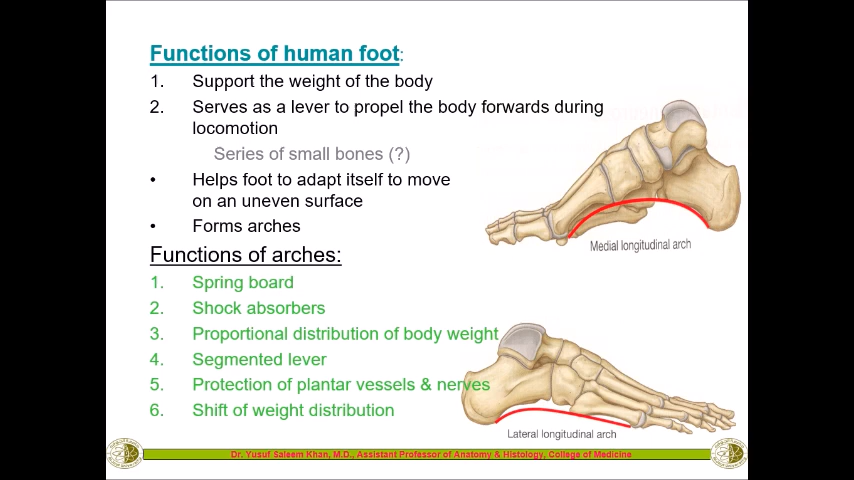 Functions of human foot:
1. Support the weight of the body
2. Serves as a lever to propel the body forwards during
locomotion
Series of small bones (?)
• Helps foot to adapt itself to move
on an uneven surface
• Forms arches
Medial longitudinal arch
Functions of arches:
1. Spring board
2. Shock absorbers
3. Proportional distribution of body weight
4. Segmented lever
5. Protection of plantar vessels & nerves
6. Shift of weight distribution
Lateral longitudinal arch
Dr. Yusuf Saleem Khan, M.D., Assistant Professor of Anatomy & Histology, College of Medicine